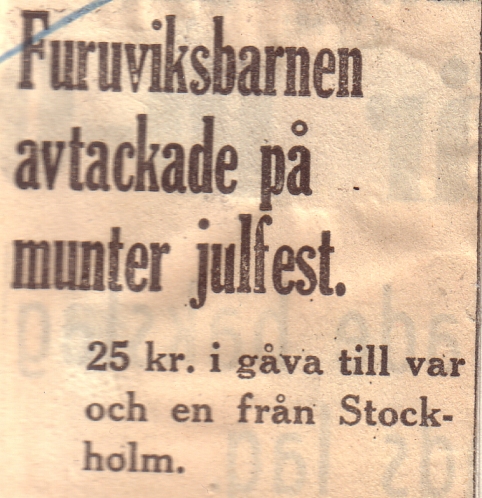 Furuviksbarnen
avtackade på
munter julfest.
25 kr. i gåva till var
och en från Stock-
holm.